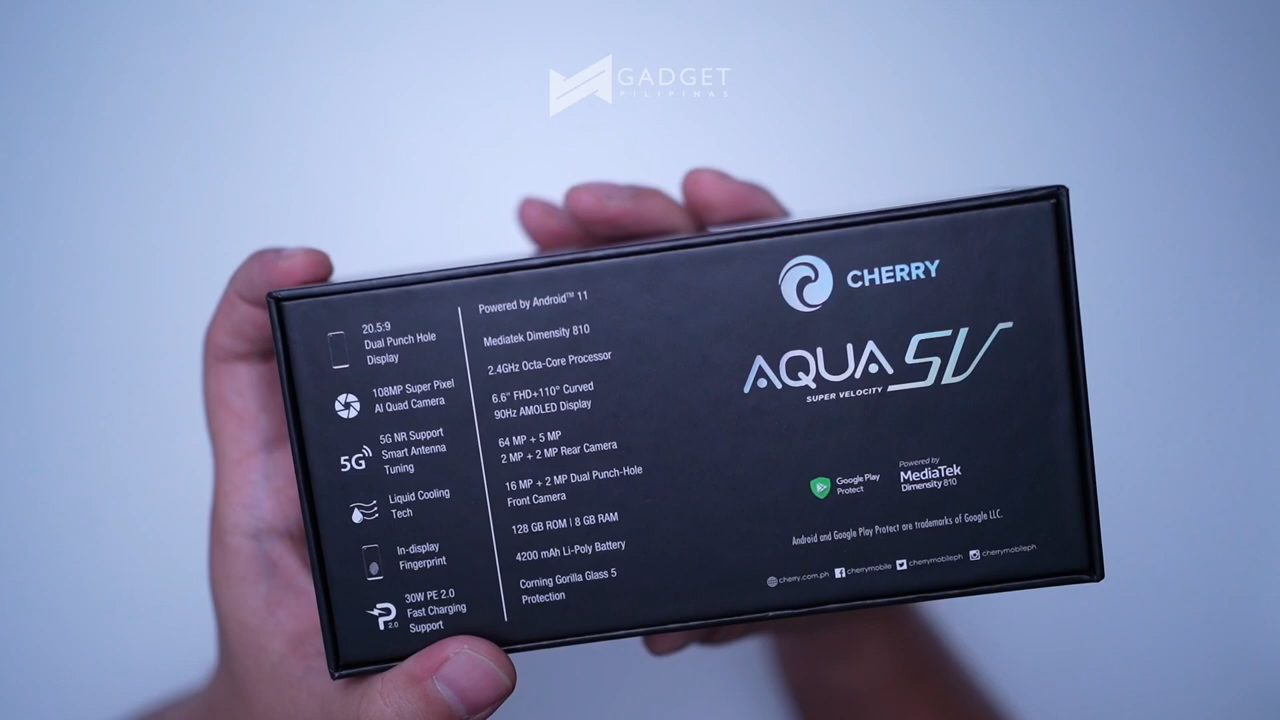 GADGET
PILIPINAS
20.5:9
Dual Punch Hole
Display
108MP Super Pixel
AI Quad Camera
5G
5G NR Support
Smart Antenna
Tuning
Liquid Cooling
Tech
In-display
Fingerprint
2.0
30W PE 2.0
Fast Charging
Support
Powered by Android™ 11
Mediatek Dimensity 810
2.4GHz Octa-Core Processor
6.6" FHD+110° Curved
90Hz AMOLED Display
64 MP + 5 MP
2 MP + 2 MP Rear Camera
16 MP + 2 MP Dual Punch-Hole
Front Camera
128 GB ROM | 8 GB RAM
4200 mAh Li-Poly Battery
Corning Gorilla Glass 5
Protection
CHERRY
AQUA SV
SUPER VELOCITY
Google Play
Protect
Powered by
MediaTek
Dimensity 810
Android and Google Play Protect are trademarks of Google LLC.
cherry.com.ph cherrymobile cherrymobileph cherrymobileph